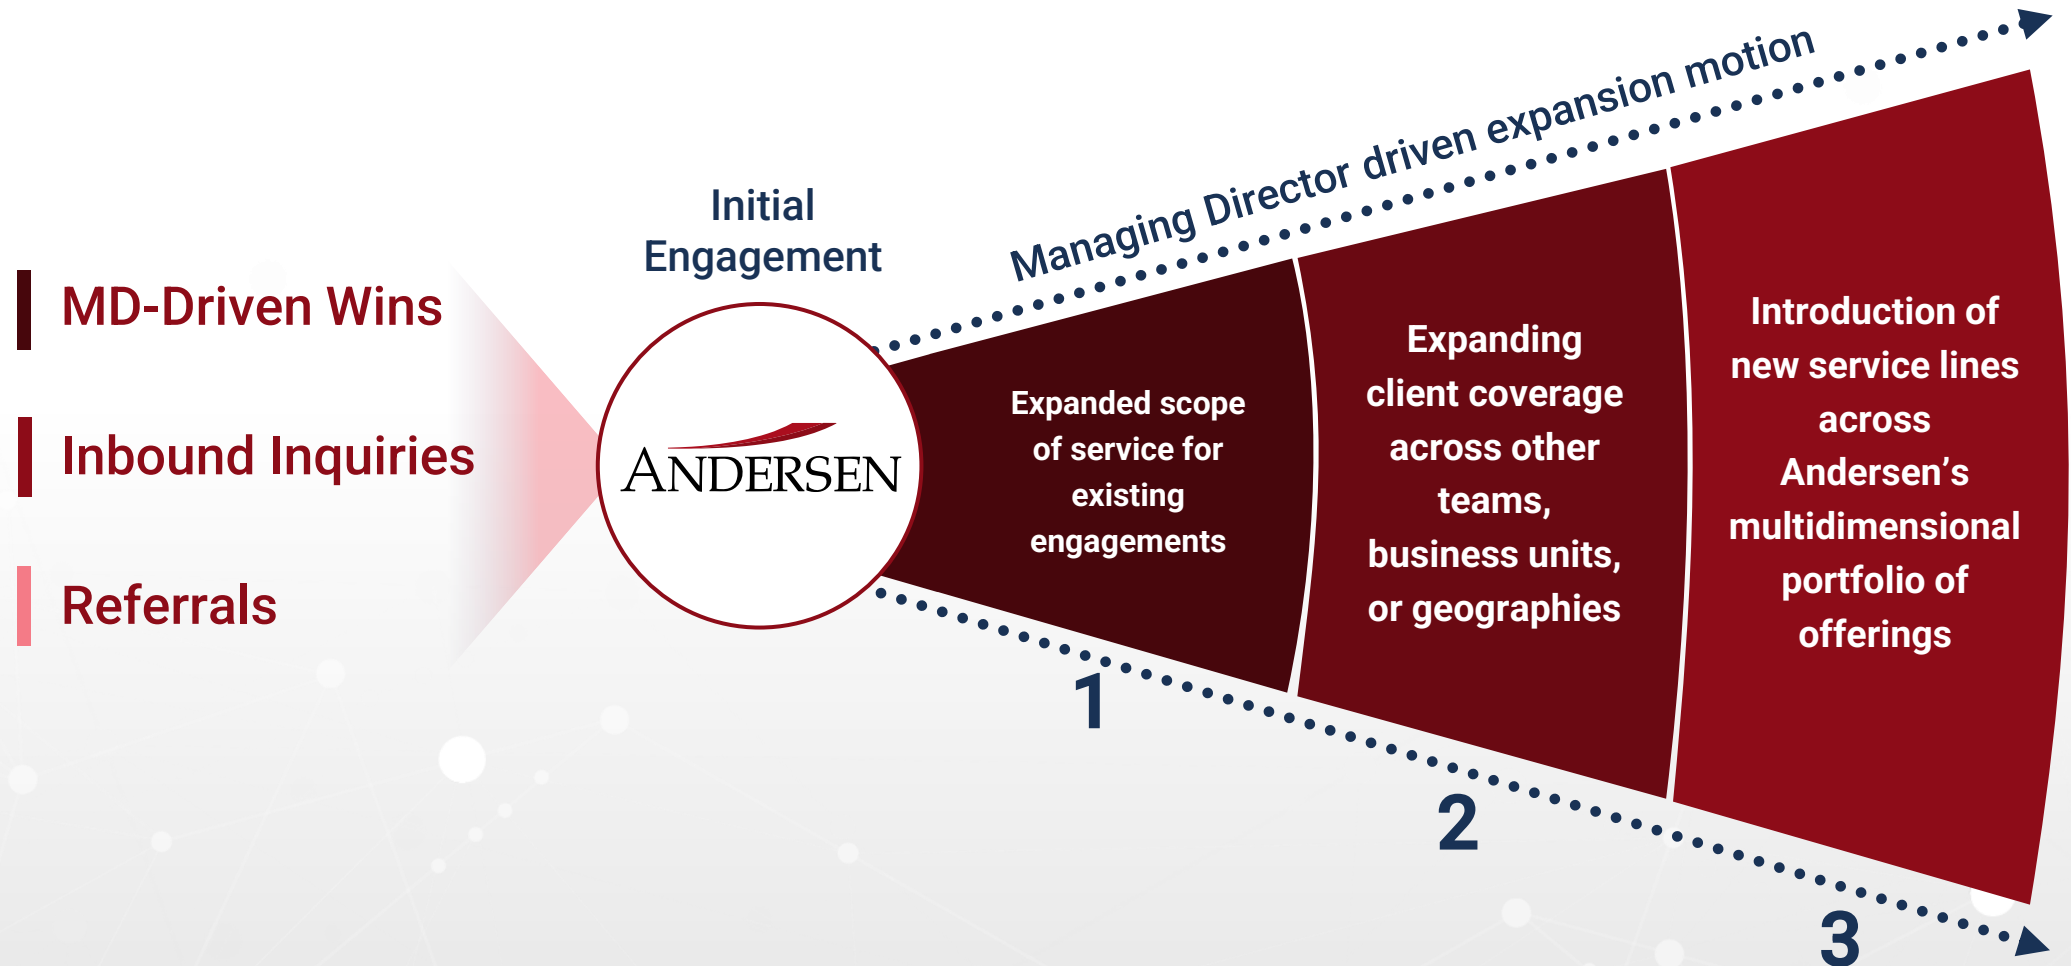 MD-Driven Wins
Inbound Inquiries
Referrals
Initial
Engagement
ANDERSEN
Managing Director driven expansion motion
Expanded scope
of service for
existing
engagements
1
Expanding
client coverage
across other
teams,
business units,
or geographies
2
Introduction of
new service lines
across
Andersen’s
multidimensional
portfolio of
offerings
3